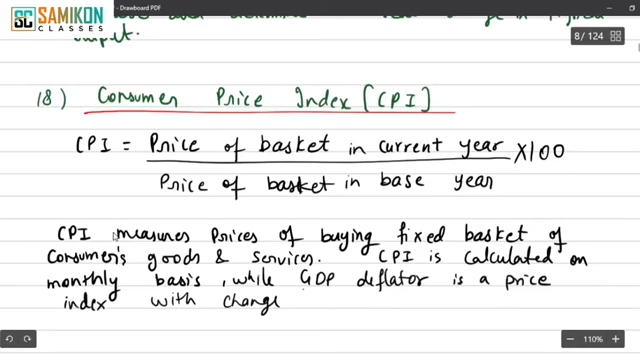 SAMIKON
CLASSES
Drawboard PDF
8 / 124
output.
18) Consumer Price Index [CPI]
CPI = Price of basket in current year X100
Price of basket in base year
CPI measures Prices of buying fixed basket of
Consumer's goods & services. CPI is calculated on
monthly basis, while GDP deflator is a price
index with change
110%